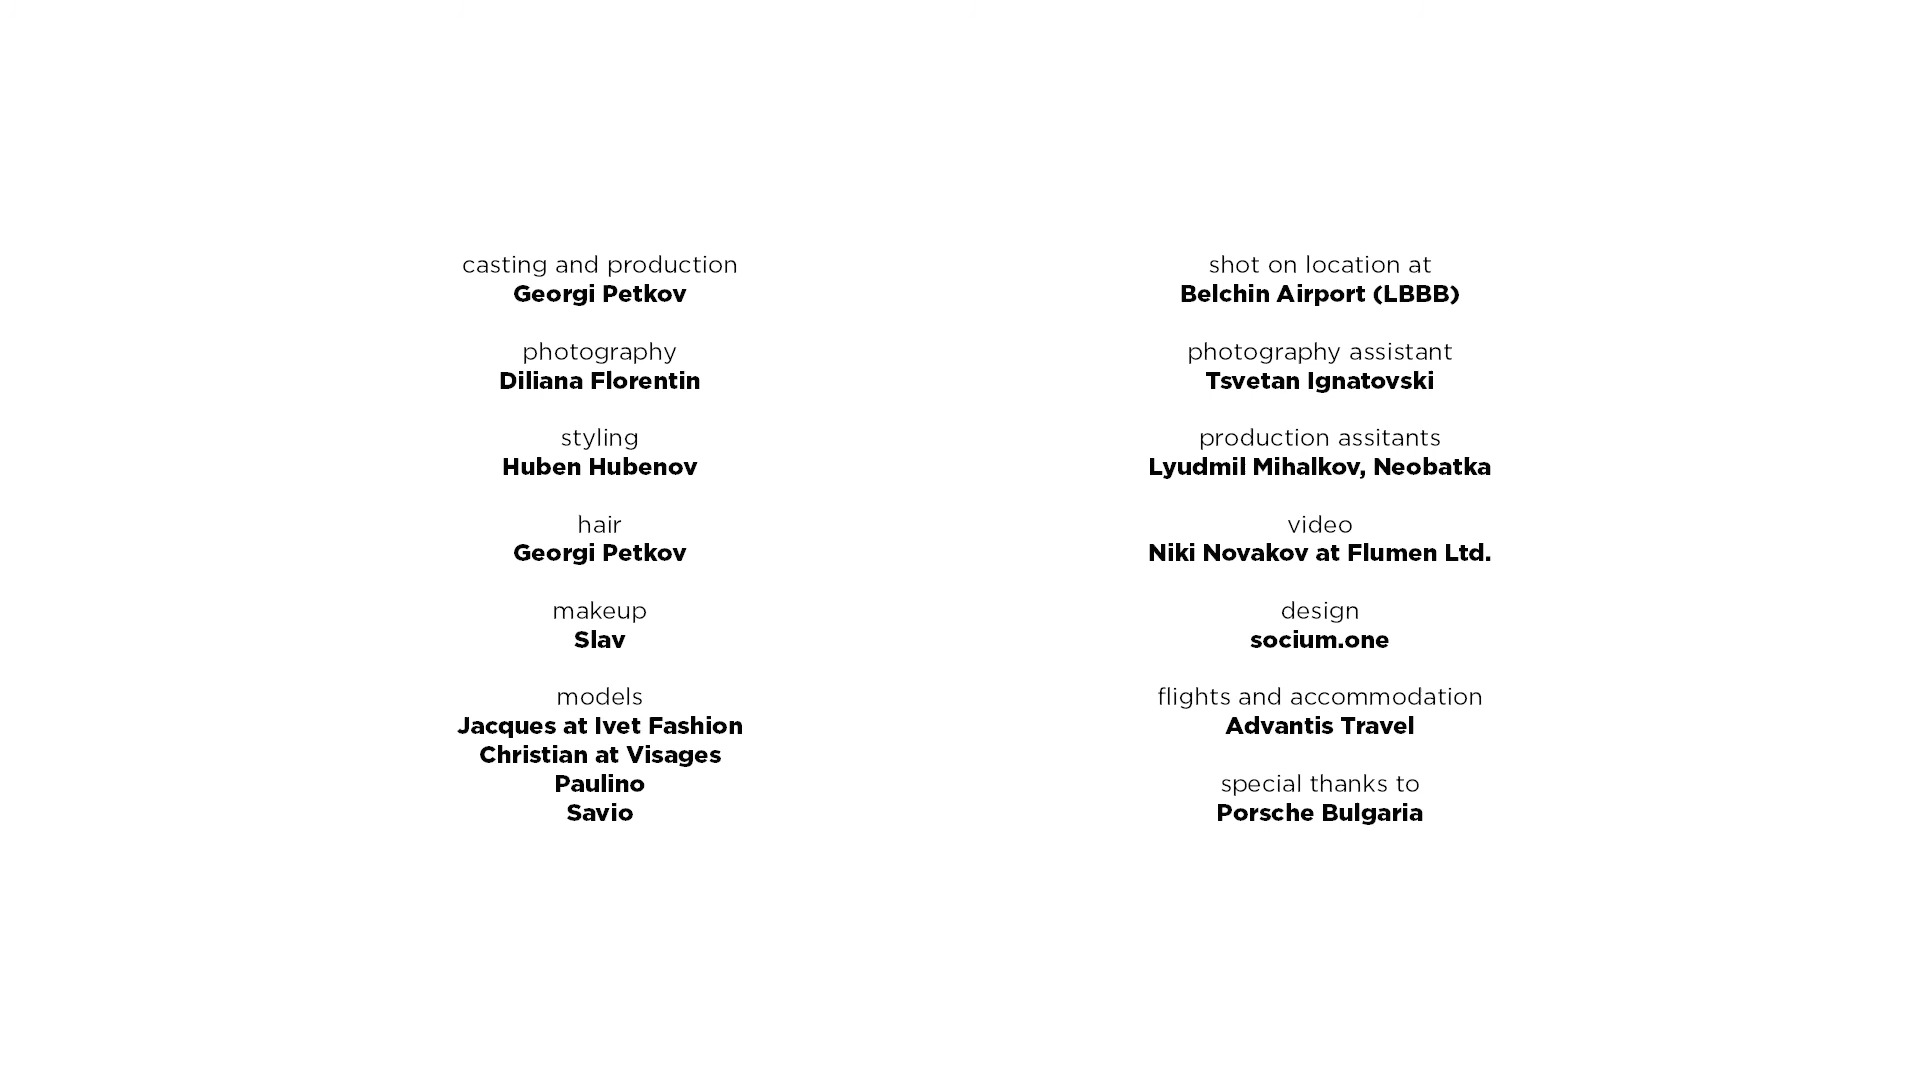 casting and production
Georgi Petkov
photography
Diliana Florentin
styling
Huben Hubenov
hair
Georgi Petkov
makeup
Slav
models
Jacques at Ivet Fashion
Christian at Visages
Paulino
Savio
shot on location at
Belchin Airport (LBBB)
photography assistant
Tsvetan Ignatovski
production assitants
Lyudmil Mihalkov, Neobatka
video
Niki Novakov at Flumen Ltd.
design
socium.one
flights and accommodation
Advantis Travel
special thanks to
Porsche Bulgaria